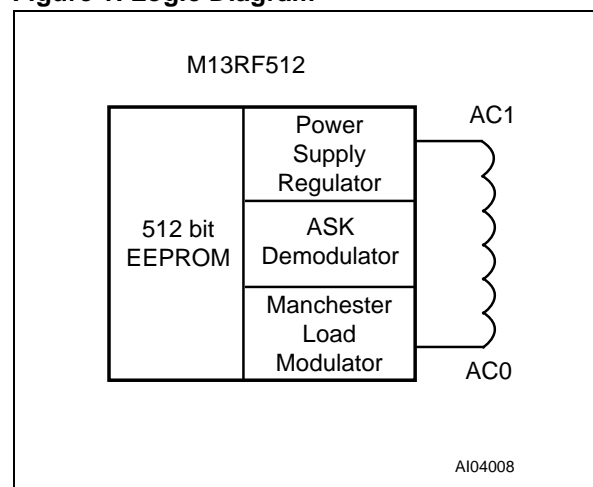 Figure 1. Logic Diagram
M13RF512
AC1
Power
Supply
Regulator
512 bit
EEPROM
ASK
Demodulator
Manchester
Load
Modulator
AC0
AI04008